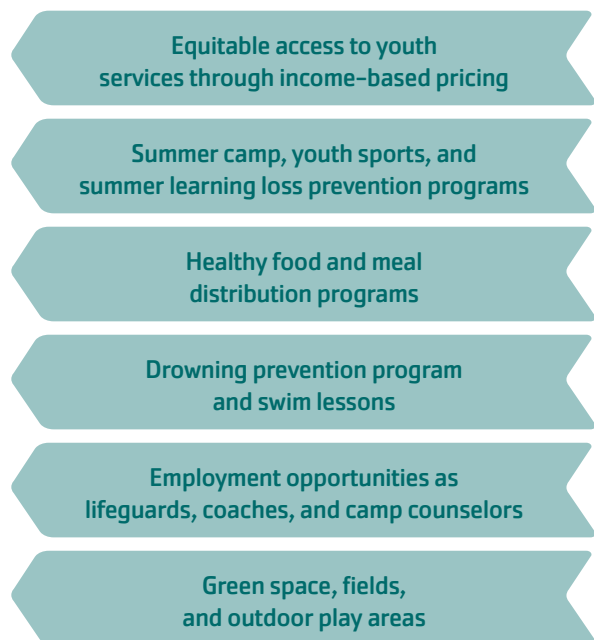 Equitable access to youth
services through income-based pricing
Summer camp, youth sports, and
summer learning loss prevention programs
Healthy food and meal
distribution programs
Drowning prevention program
and swim lessons
Employment opportunities as
lifeguards, coaches, and camp counselors
Green space, fields,
and outdoor play areas